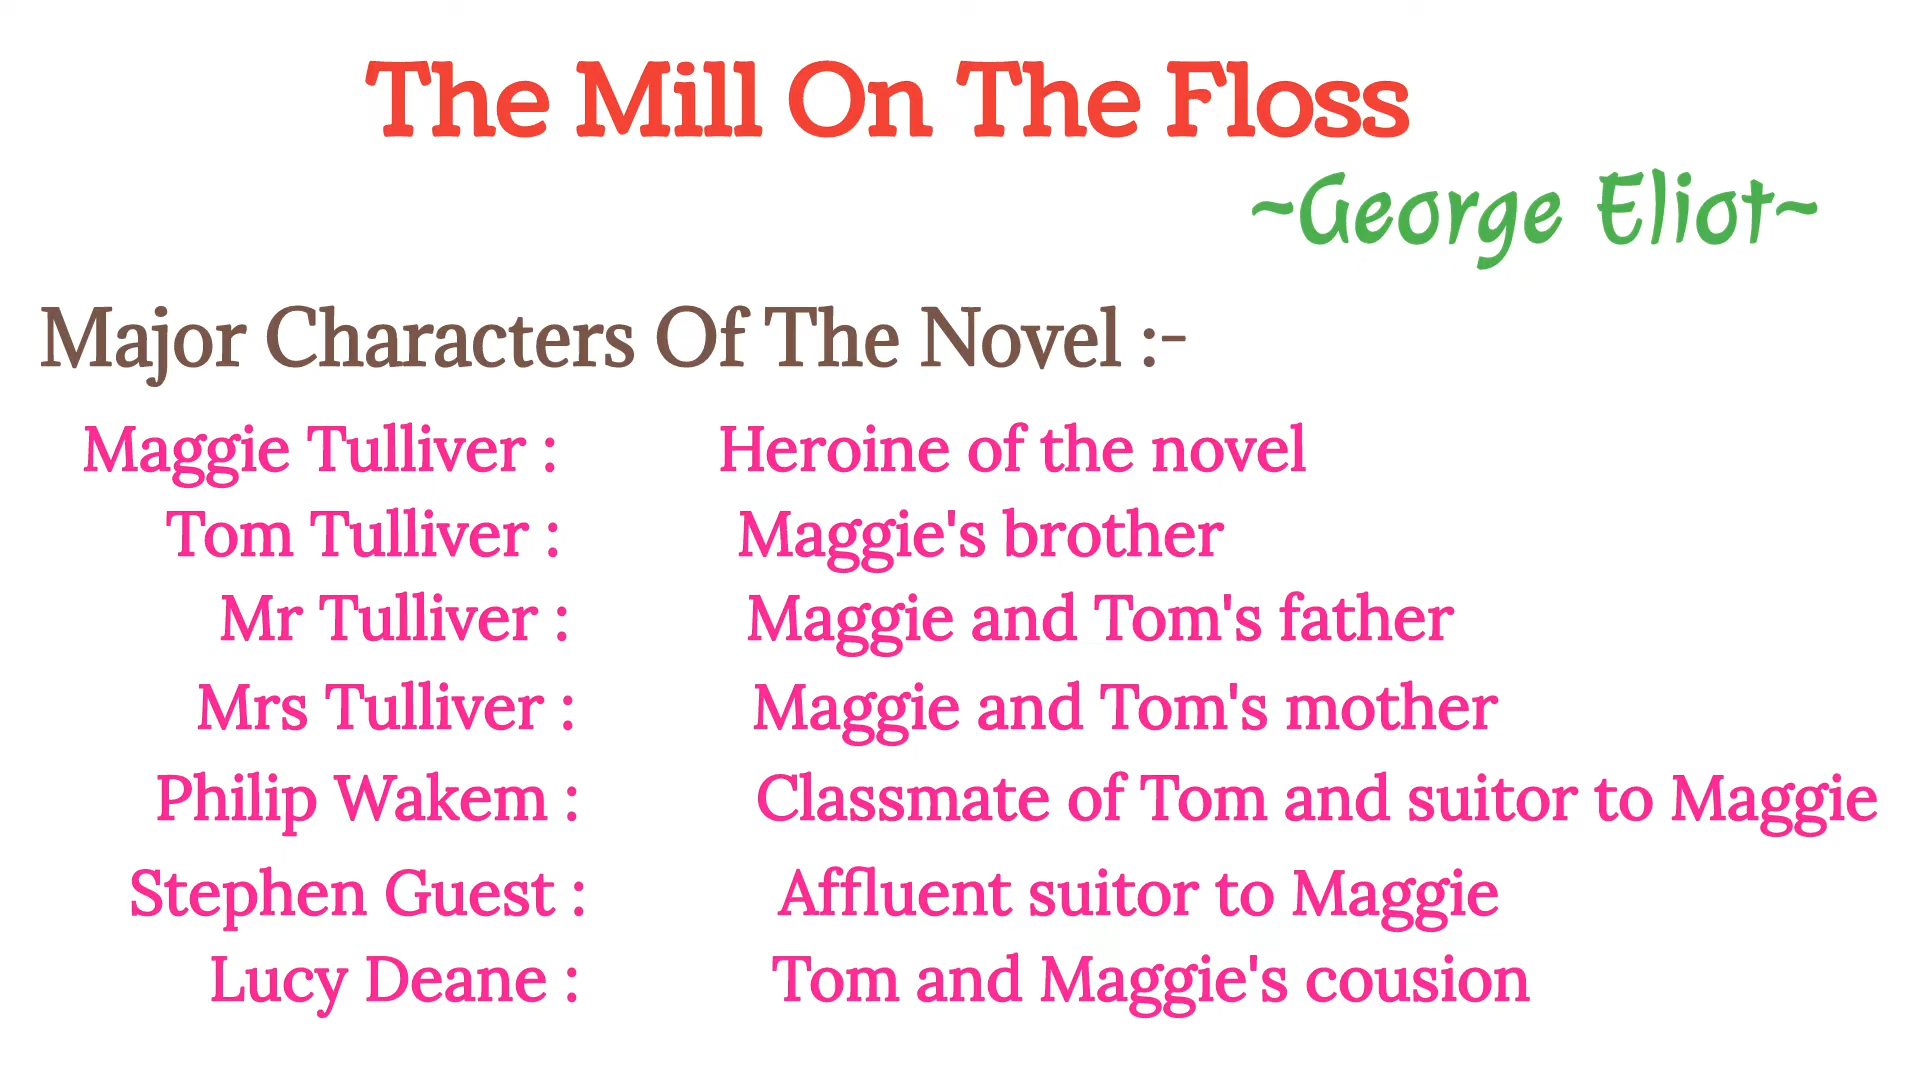 The Mill On The Floss
~George Eliot~
Major Characters Of The Novel :-
Maggie Tulliver : Heroine of the novel
Tom Tulliver : Maggie's brother
Mr Tulliver : Maggie and Tom's father
Mrs Tulliver : Maggie and Tom's mother
Philip Wakem : Classmate of Tom and suitor to Maggie
Stephen Guest : Affluent suitor to Maggie
Lucy Deane : Tom and Maggie's cousion